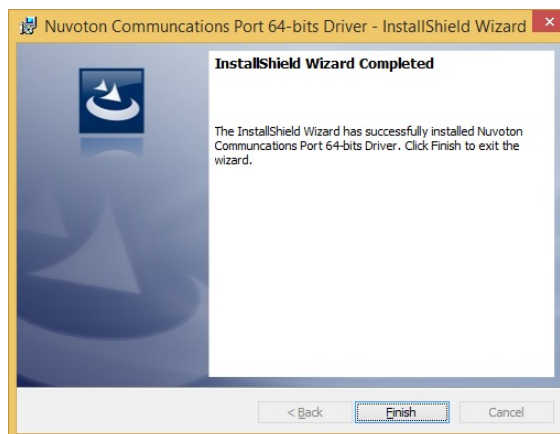 Nuvoton Communcations Port 64-bits Driver - InstallShield Wizard
InstallShield Wizard Completed
The InstallShield Wizard has successfully installed Nuvoton
Communcations Port 64-bits Driver. Click Finish to exit the
wizard.
< Back
Finish
Cancel